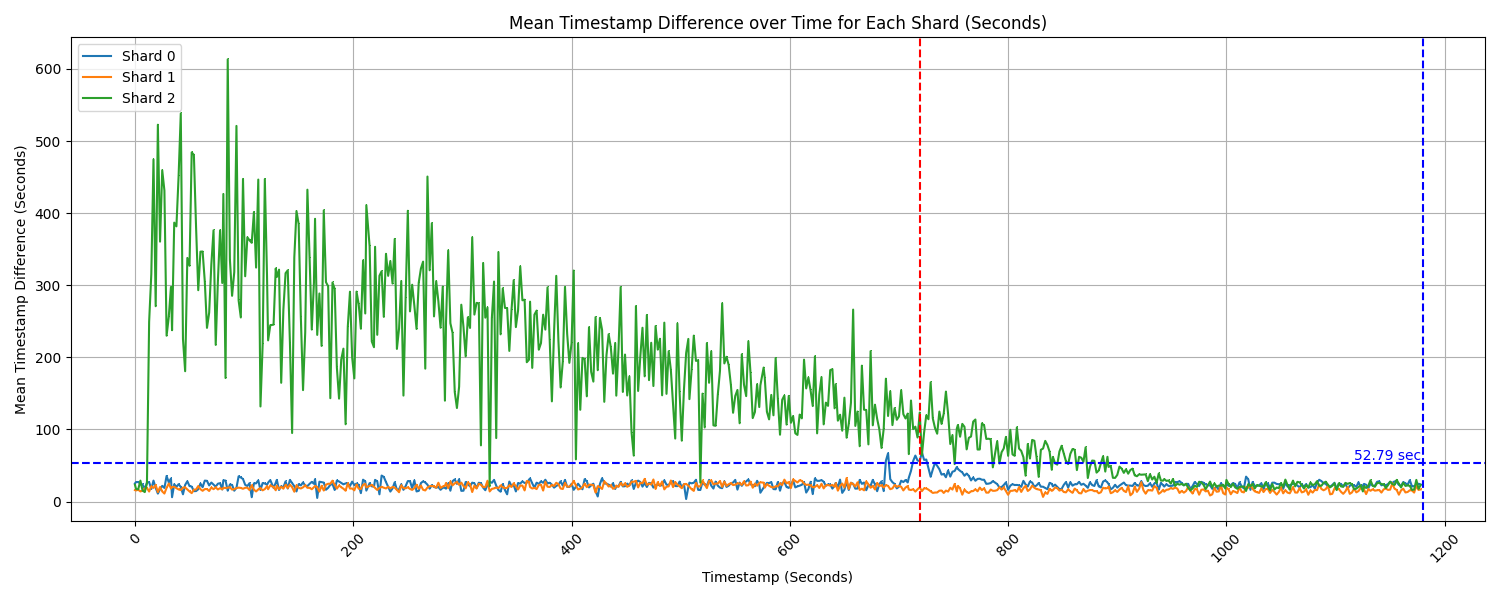 Mean Timestamp Difference over Time for Each Shard (Seconds)
Shard 0
Shard 1
Shard 2
600
500
400
300
200
100
0
Mean Timestamp Difference (Seconds)
52.79 sec
0
200
400
600
800
1000
1200
Timestamp (Seconds)